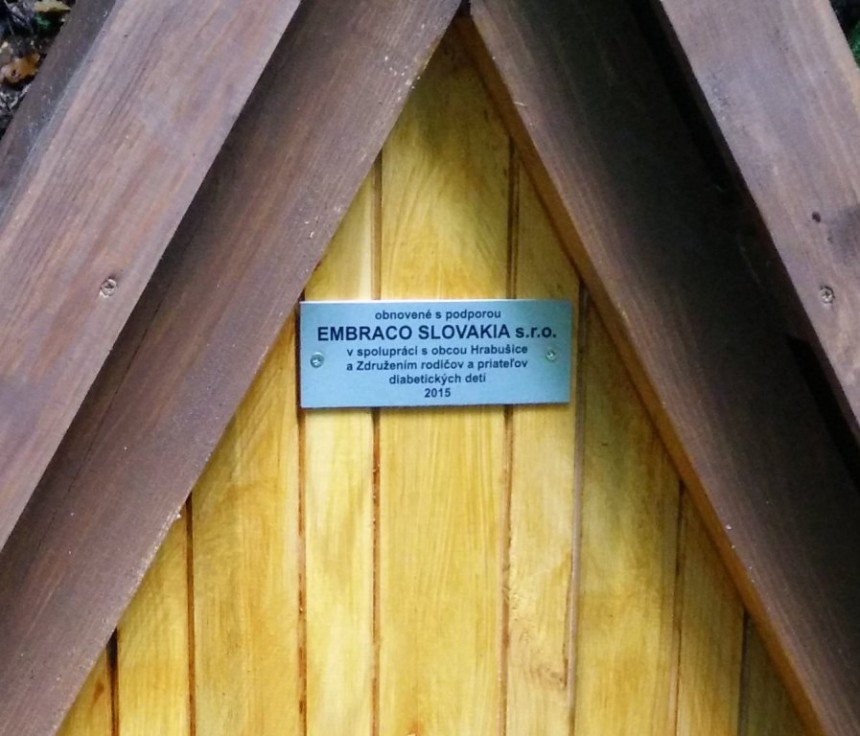 obnovené s podporou
EMBRACO SLOVAKIA s.r.o.
v spolupráci s obcou Hrabušice
a Združením rodičov a priateľov
diabetických detí
2015